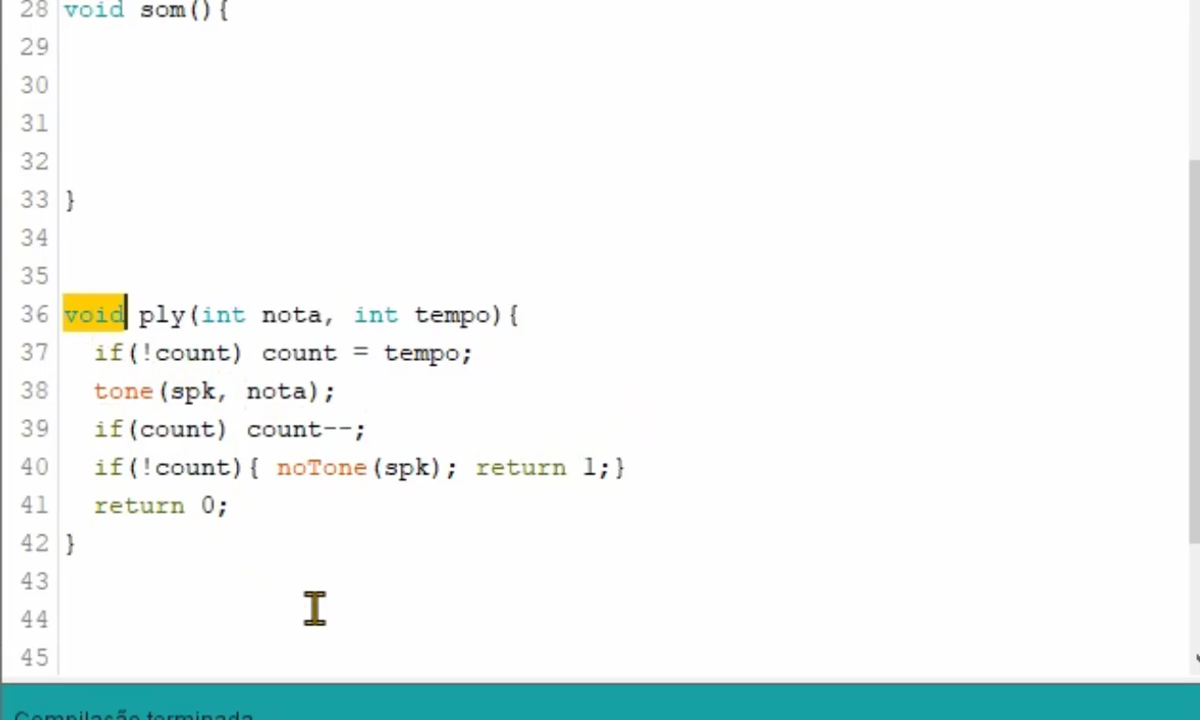 28 void som(){
29
30
31
32
33 }
34
35
36 void ply(int nota, int tempo){
37 if(!count) count = tempo;
38 tone(spk, nota);
39 if(count) count--;
40 if(!count){ noTone(spk); return 1;}
41 return 0;
42 }
43
44
45
Compilação terminada